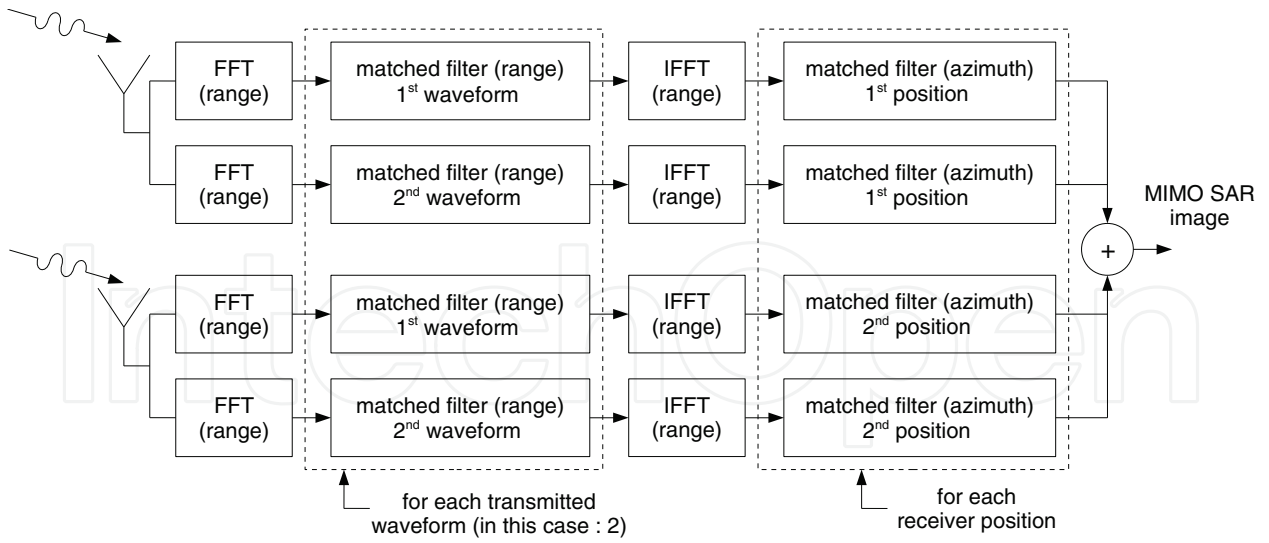 FFT
(range)
matched filter (range)
1st waveform
IFFT
(range)
matched filter (azimuth)
1st position
FFT
(range)
matched filter (range)
2nd waveform
IFFT
(range)
matched filter (azimuth)
1st position
MIMO SAR
image
+
FFT
(range)
matched filter (range)
1st waveform
IFFT
(range)
matched filter (azimuth)
2nd position
FFT
(range)
matched filter (range)
2nd waveform
IFFT
(range)
matched filter (azimuth)
2nd position
for each transmitted
waveform (in this case : 2)
for each
receiver position
IntechOpen